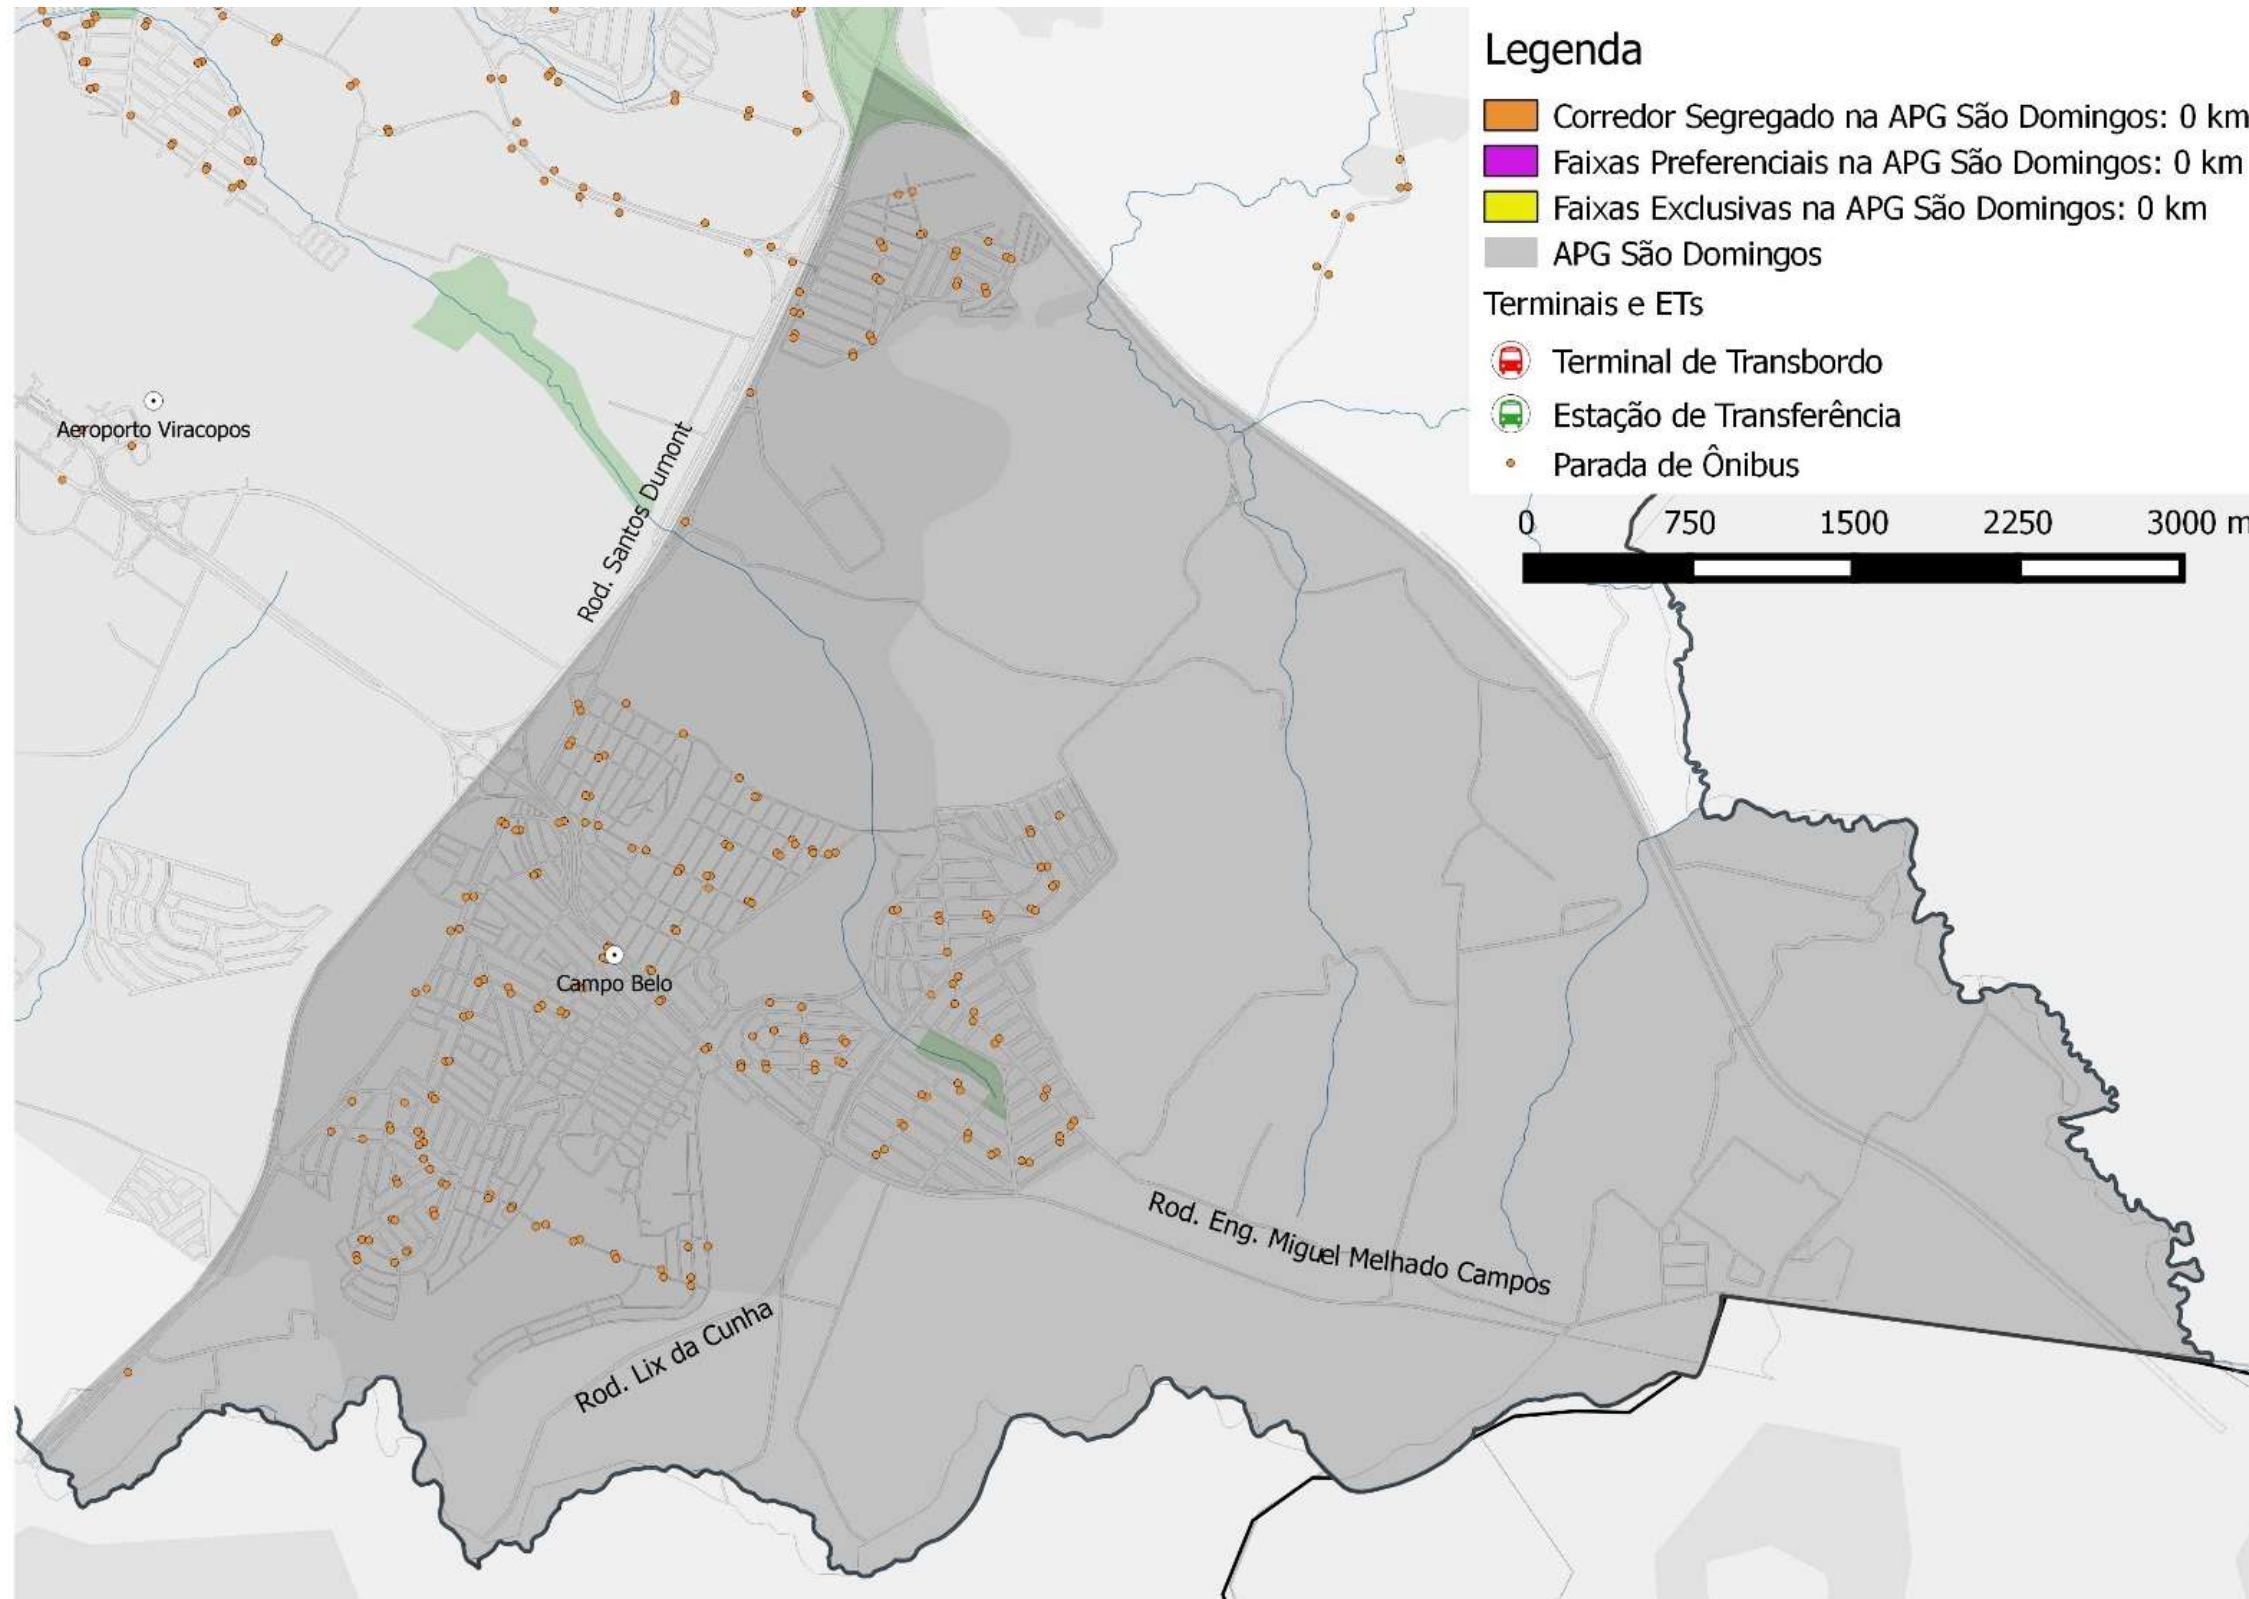 Legenda
Corredor Segregado na APG São Domingos: 0 km
Faixas Preferenciais na APG São Domingos: 0 km
Faixas Exclusivas na APG São Domingos: 0 km
APG São Domingos
Terminais e ETs
Terminal de Transbordo
Estação de Transferência
Parada de Ônibus
0 750 1500 2250 3000 m
Aeroporto Viracopos
Rod. Santos Dumont
Campo Belo
Rod. Eng. Miguel Melhado Campos
Rod. Lix da Cunha